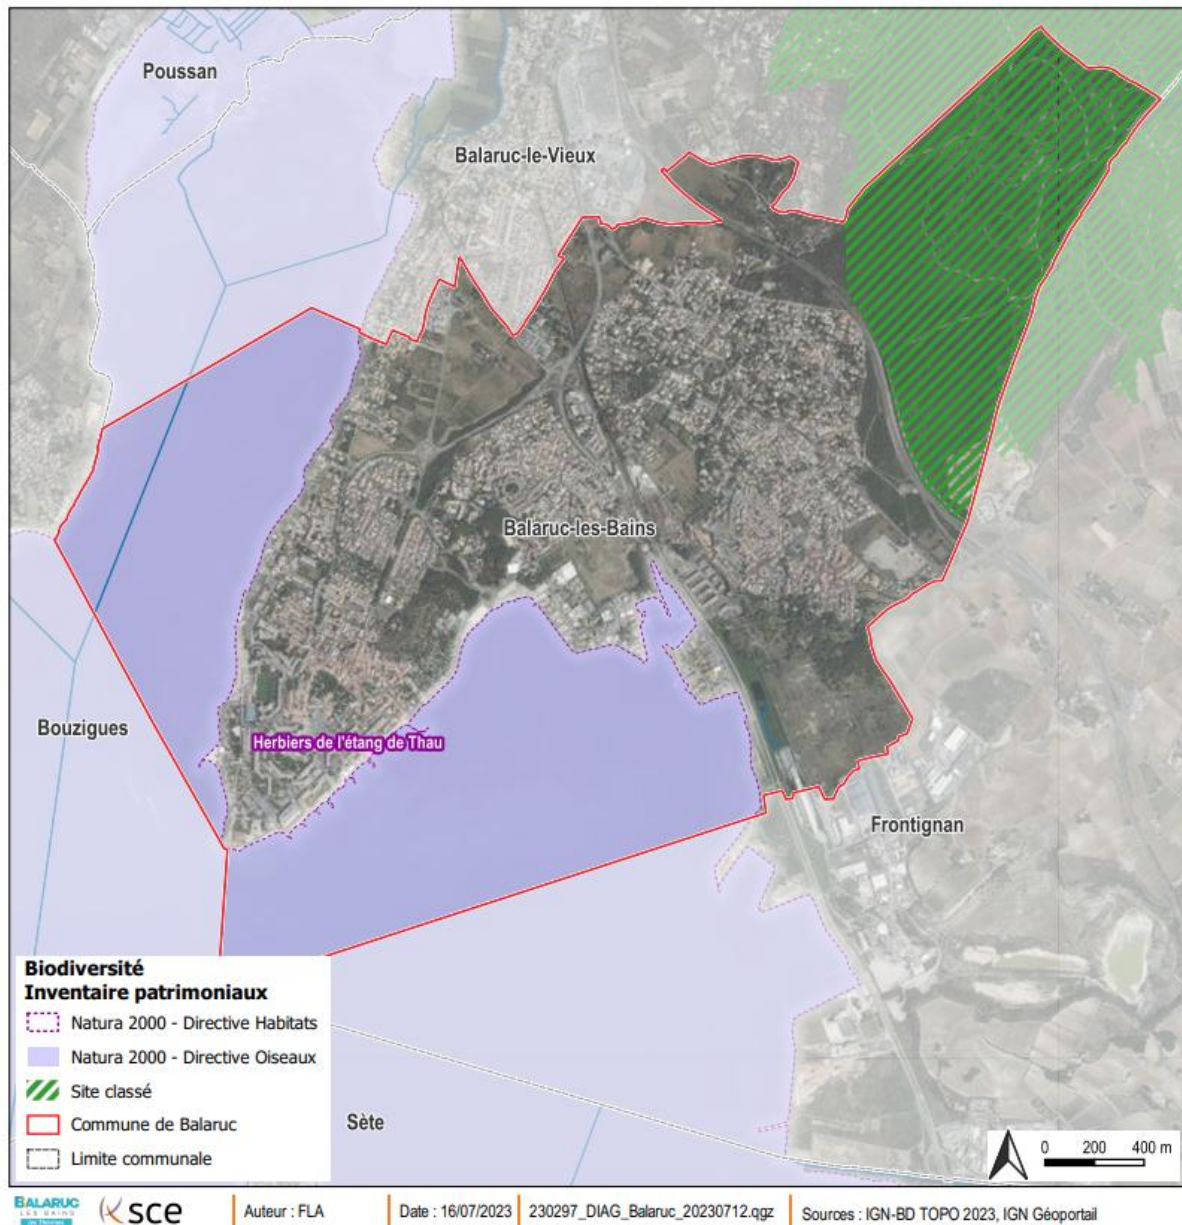 Poussan
Balaruc-le-Vieux
Balaruc-les-Bains
Bouzigues
Herbiers de l'étang de Thau
Frontignan
Sète
Biodiversité
Inventaire patrimoniaux
Natura 2000 - Directive Habitats
Natura 2000 - Directive Oiseaux
Site classé
Commune de Balaruc
Limite communale
0 200 400 m
BALARUC
LES BAINS
sce
Auteur : FLA
Date : 16/07/2023
230297_DIAG_Balaruc_20230712.qgz
Sources : IGN-BD TOPO 2023, IGN Géoportail